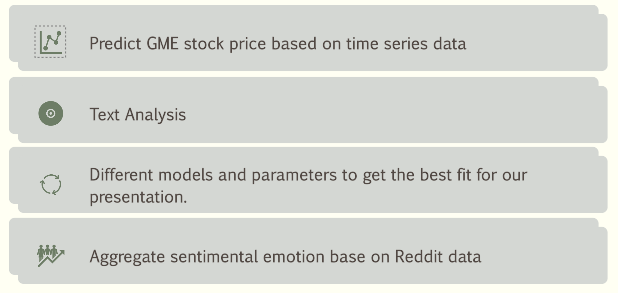 Predict GME stock price based on time series data
Text Analysis
Different models and parameters to get the best fit for our
presentation.
Aggregate sentimental emotion base on Reddit data